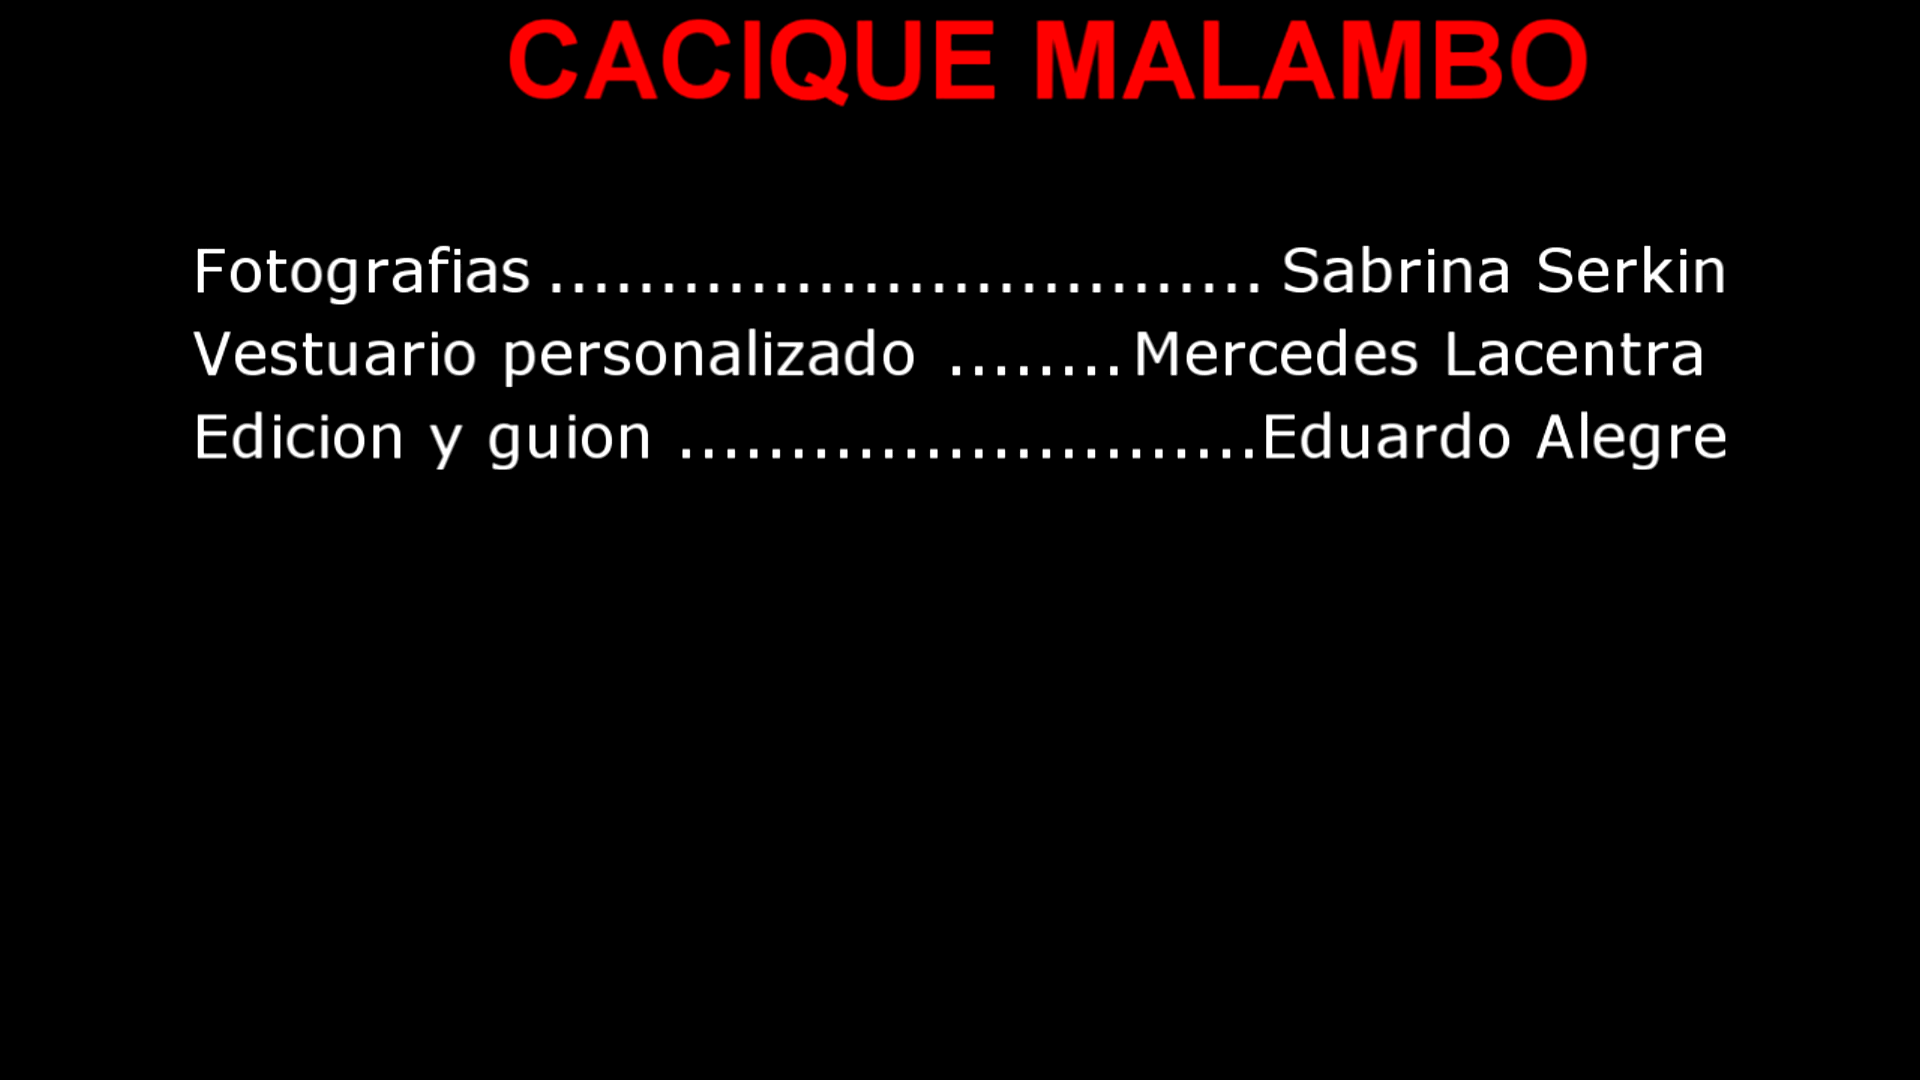 CACIQUE MALAMBO
Fotografias ................................ Sabrina Serkin
Vestuario personalizado ........Mercedes Lacentra
Edicion y guion ..........................Eduardo Alegre